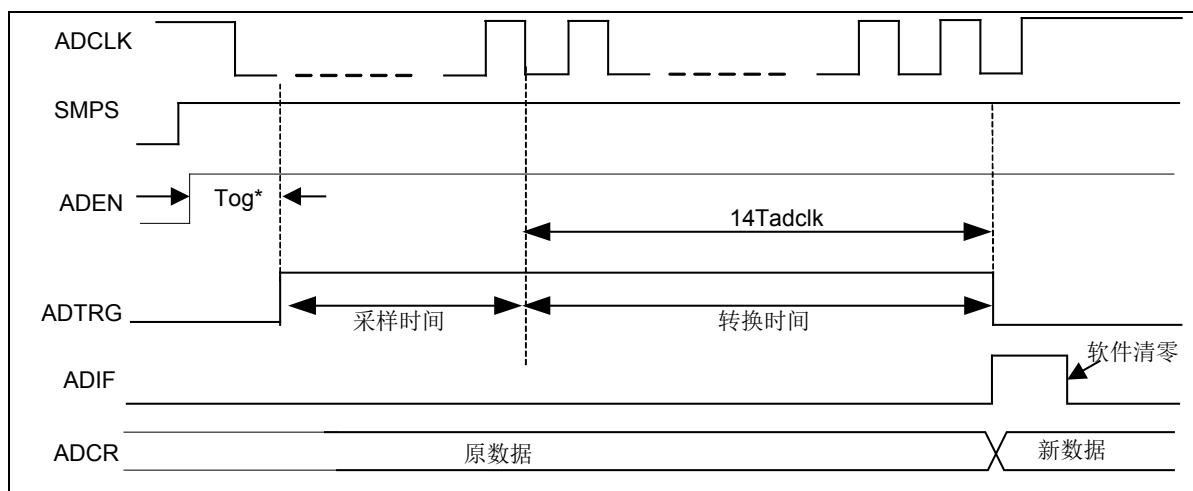 ADCLK
SMPS
ADEN
Tog*
14Tadclk
ADTRG
采样时间
转换时间
软件清零
ADIF
ADCR
原数据
新数据